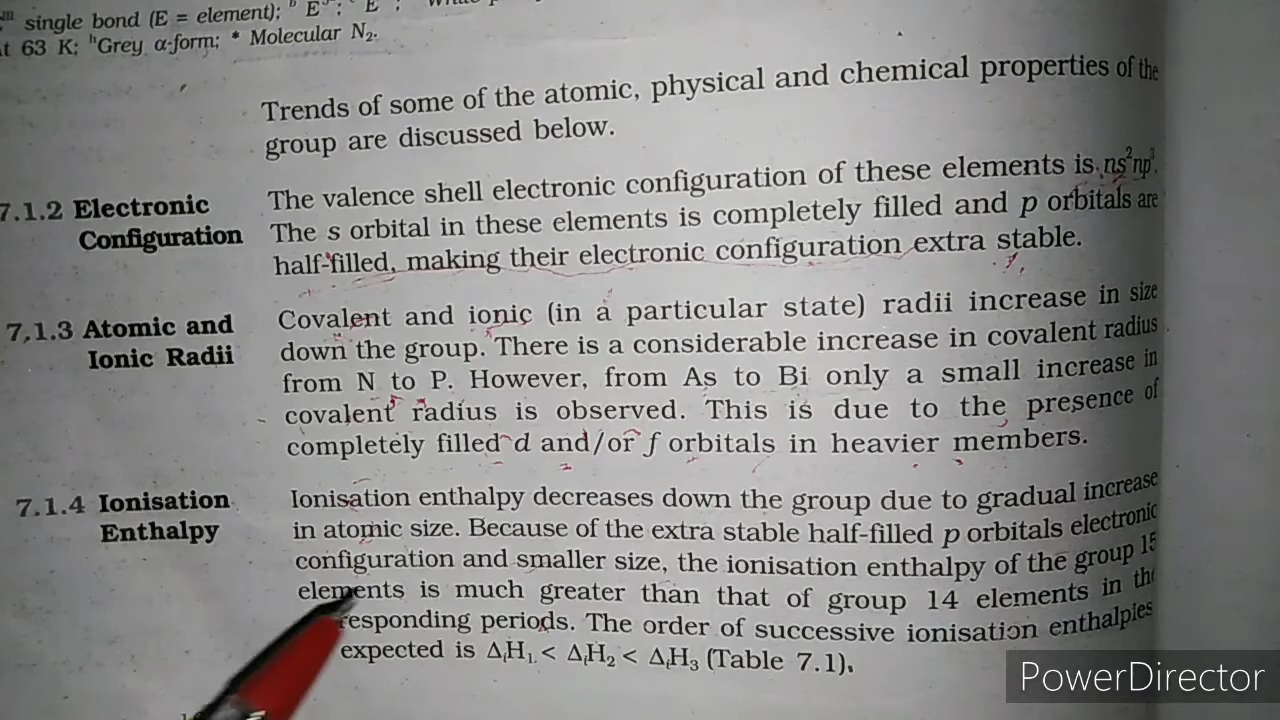 single bond (E = element);
t 63 K; ʰGrey α-form; * Molecular N₂.
Trends of some of the atomic, physical and chemical properties of the
group are discussed below.
7.1.2 Electronic
Configuration
The valence shell electronic configuration of these elements is ns²np³.
The s orbital in these elements is completely filled and p orbitals are
half-filled, making their electronic configuration extra stable.
7.1.3 Atomic and
Ionic Radii
Covalent and ionic (in a particular state) radii increase in size
down the group. There is a considerable increase in covalent radius
from N to P. However, from As to Bi only a small increase in
covalent radius is observed. This is due to the presence of
completely filled d and/or f orbitals in heavier members.
7.1.4 Ionisation
Enthalpy
Ionisation enthalpy decreases down the group due to gradual increase
in atomic size. Because of the extra stable half-filled p orbitals electronic
configuration and smaller size, the ionisation enthalpy of the group 15
elements is much greater than that of group 14 elements in the
responding periods. The order of successive ionisation enthalpies
expected is ΔᵢH₁ < ΔᵢH₂ < ΔᵢH₃ (Table 7.1).
PowerDirector